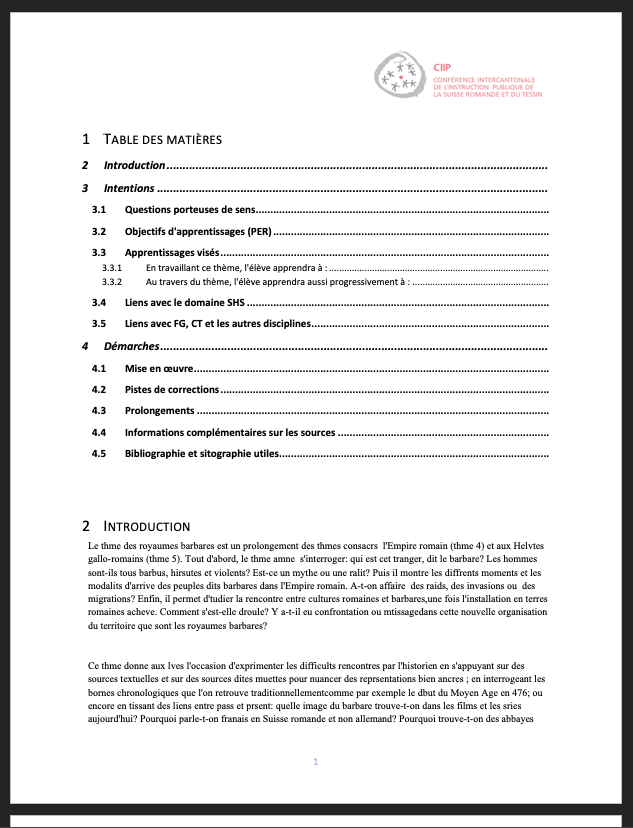 CIIP
CONFÉRENCE INTERCANTONALE
DE L'INSTRUCTION PUBLIQUE DE
LA SUISSE ROMANDE ET DU TESSIN
1 TABLE DES MATIÈRES
2 Introduction
3 Intentions
3.1 Questions porteuses de sens
3.2 Objectifs d'apprentissages (PER)
3.3 Apprentissages visés
3.3.1 En travaillant ce thème, l'élève apprendra à :
3.3.2 Au travers du thème, l'élève apprendra aussi progressivement à :
3.4 Liens avec le domaine SHS
3.5 Liens avec FG, CT et les autres disciplines
4 Démarches
4.1 Mise en œuvre
4.2 Pistes de corrections
4.3 Prolongements
4.4 Informations complémentaires sur les sources
4.5 Bibliographie et sitographie utiles
2 INTRODUCTION
Le thme des royaumes barbares est un prolongement des thmes consacrs l'Empire romain (thme 4) et aux Helvtes
gallo-romains (thme 5). Tout d'abord, le thme amne s'interroger: qui est cet tranger, dit le barbare? Les hommes
sont-ils tous barbus, hirsutes et violents? Est-ce un mythe ou une ralit? Puis il montre les diffrents moments et les
modalits d'arrive des peuples dits barbares dans l'Empire romain. A-t-on affaire des raids, des invasions ou des
migrations? Enfin, il permet d'tudier la rencontre entre cultures romaines et barbares,une fois l'installation en terres
romaines acheve. Comment s'est-elle droule? Y a-t-il eu confrontation ou mtissagedans cette nouvelle organisation
du territoire que sont les royaumes barbares?
Ce thme donne aux lves l'occasion d'exprimenter les difficults rencontres par l'historien en s'appuyant sur des
sources textuelles et sur des sources dites muettes pour nuancer des reprsentations bien ancres ; en interrogeant les
bornes chronologiques que l'on retrouve traditionnellementcomme par exemple le dbut du Moyen Age en 476; ou
encore en tissant des liens entre pass et prsent: quelle image du barbare trouve-t-on dans les films et les sries
aujourd'hui? Pourquoi parle-t-on franais en Suisse romande et non allemand? Pourquoi trouve-t-on des abbayes
1